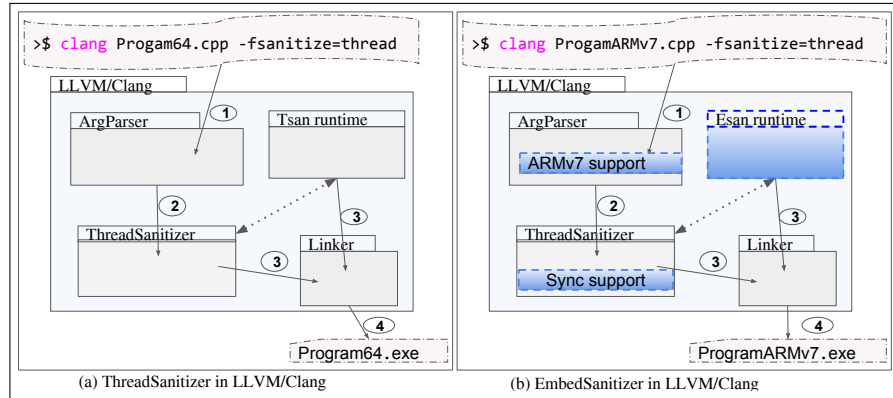 >$ clang Progam64.cpp -fsanitize=thread
LLVM/Clang
ArgParser
1
Tsan runtime
2
3
ThreadSanitizer
Linker
3
4
Program64.exe
(a) ThreadSanitizer in LLVM/Clang
>$ clang ProgamARMv7.cpp -fsanitize=thread
LLVM/Clang
ArgParser
1
Esan runtime
ARMv7 support
2
3
ThreadSanitizer
Linker
3
Sync support
4
ProgramARMv7.exe
(b) EmbedSanitizer in LLVM/Clang